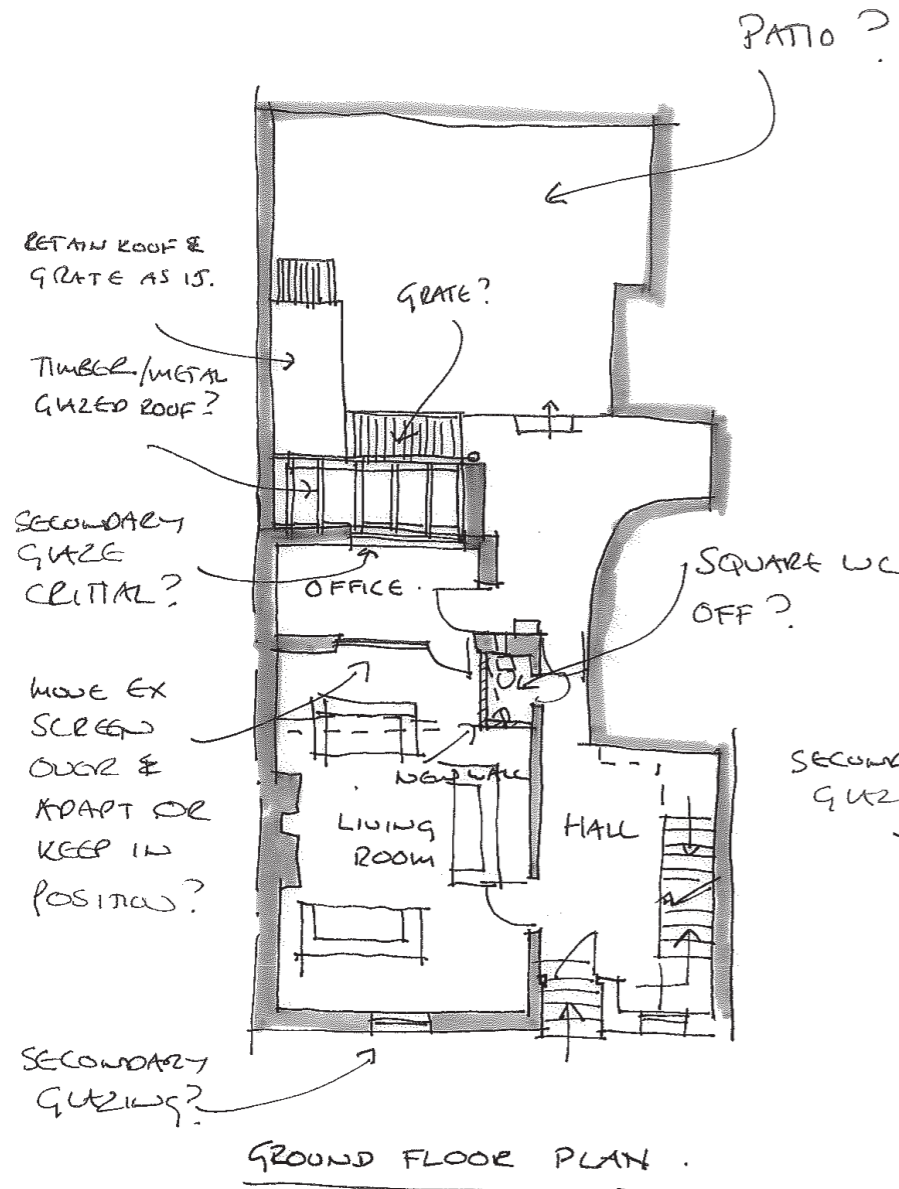 PATIO ?
RETAIN ROOF &
GRATE AS IS.
GRATE?
TIMBER/METAL
GLAZED ROOF?
SECONDARY
GLAZE
CRITTAL?
OFFICE.
SQUARE WC
OFF?
MOVE EX
SCREEN
OVER &
ADAPT OR
KEEP IN
POSITION?
NEW WALL
LIVING
ROOM
HALL
SECOND
GLAZ
SECONDARY
GLAZING?
GROUND FLOOR PLAN.